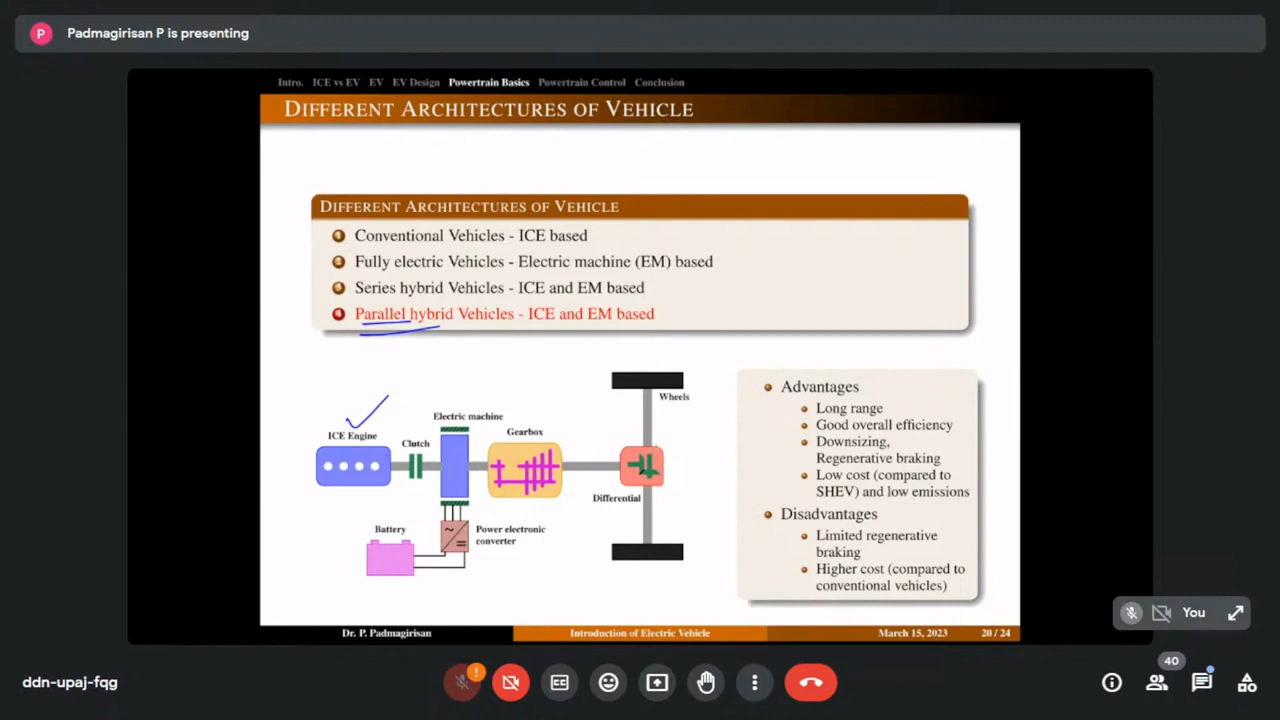 P Padmagirisan P is presenting
Intro. ICE vs EV EV EV Design Powertrain Basics Powertrain Control Conclusion
DIFFERENT ARCHITECTURES OF VEHICLE
DIFFERENT ARCHITECTURES OF VEHICLE
1 Conventional Vehicles - ICE based
2 Fully electric Vehicles - Electric machine (EM) based
3 Series hybrid Vehicles - ICE and EM based
4 Parallel hybrid Vehicles - ICE and EM based
Wheels
Electric machine
Gearbox
ICE Engine
Clutch
Differential
Battery
Power electronic
converter
Advantages
Long range
Good overall efficiency
Downsizing,
Regenerative braking
Low cost (compared to
SHEV) and low emissions
Disadvantages
Limited regenerative
braking
Higher cost (compared to
conventional vehicles)
You
Dr. P. Padmagirisan Introduction of Electric Vehicle March 15, 2023 20 / 24
ddn-upaj-fqg
CC
40